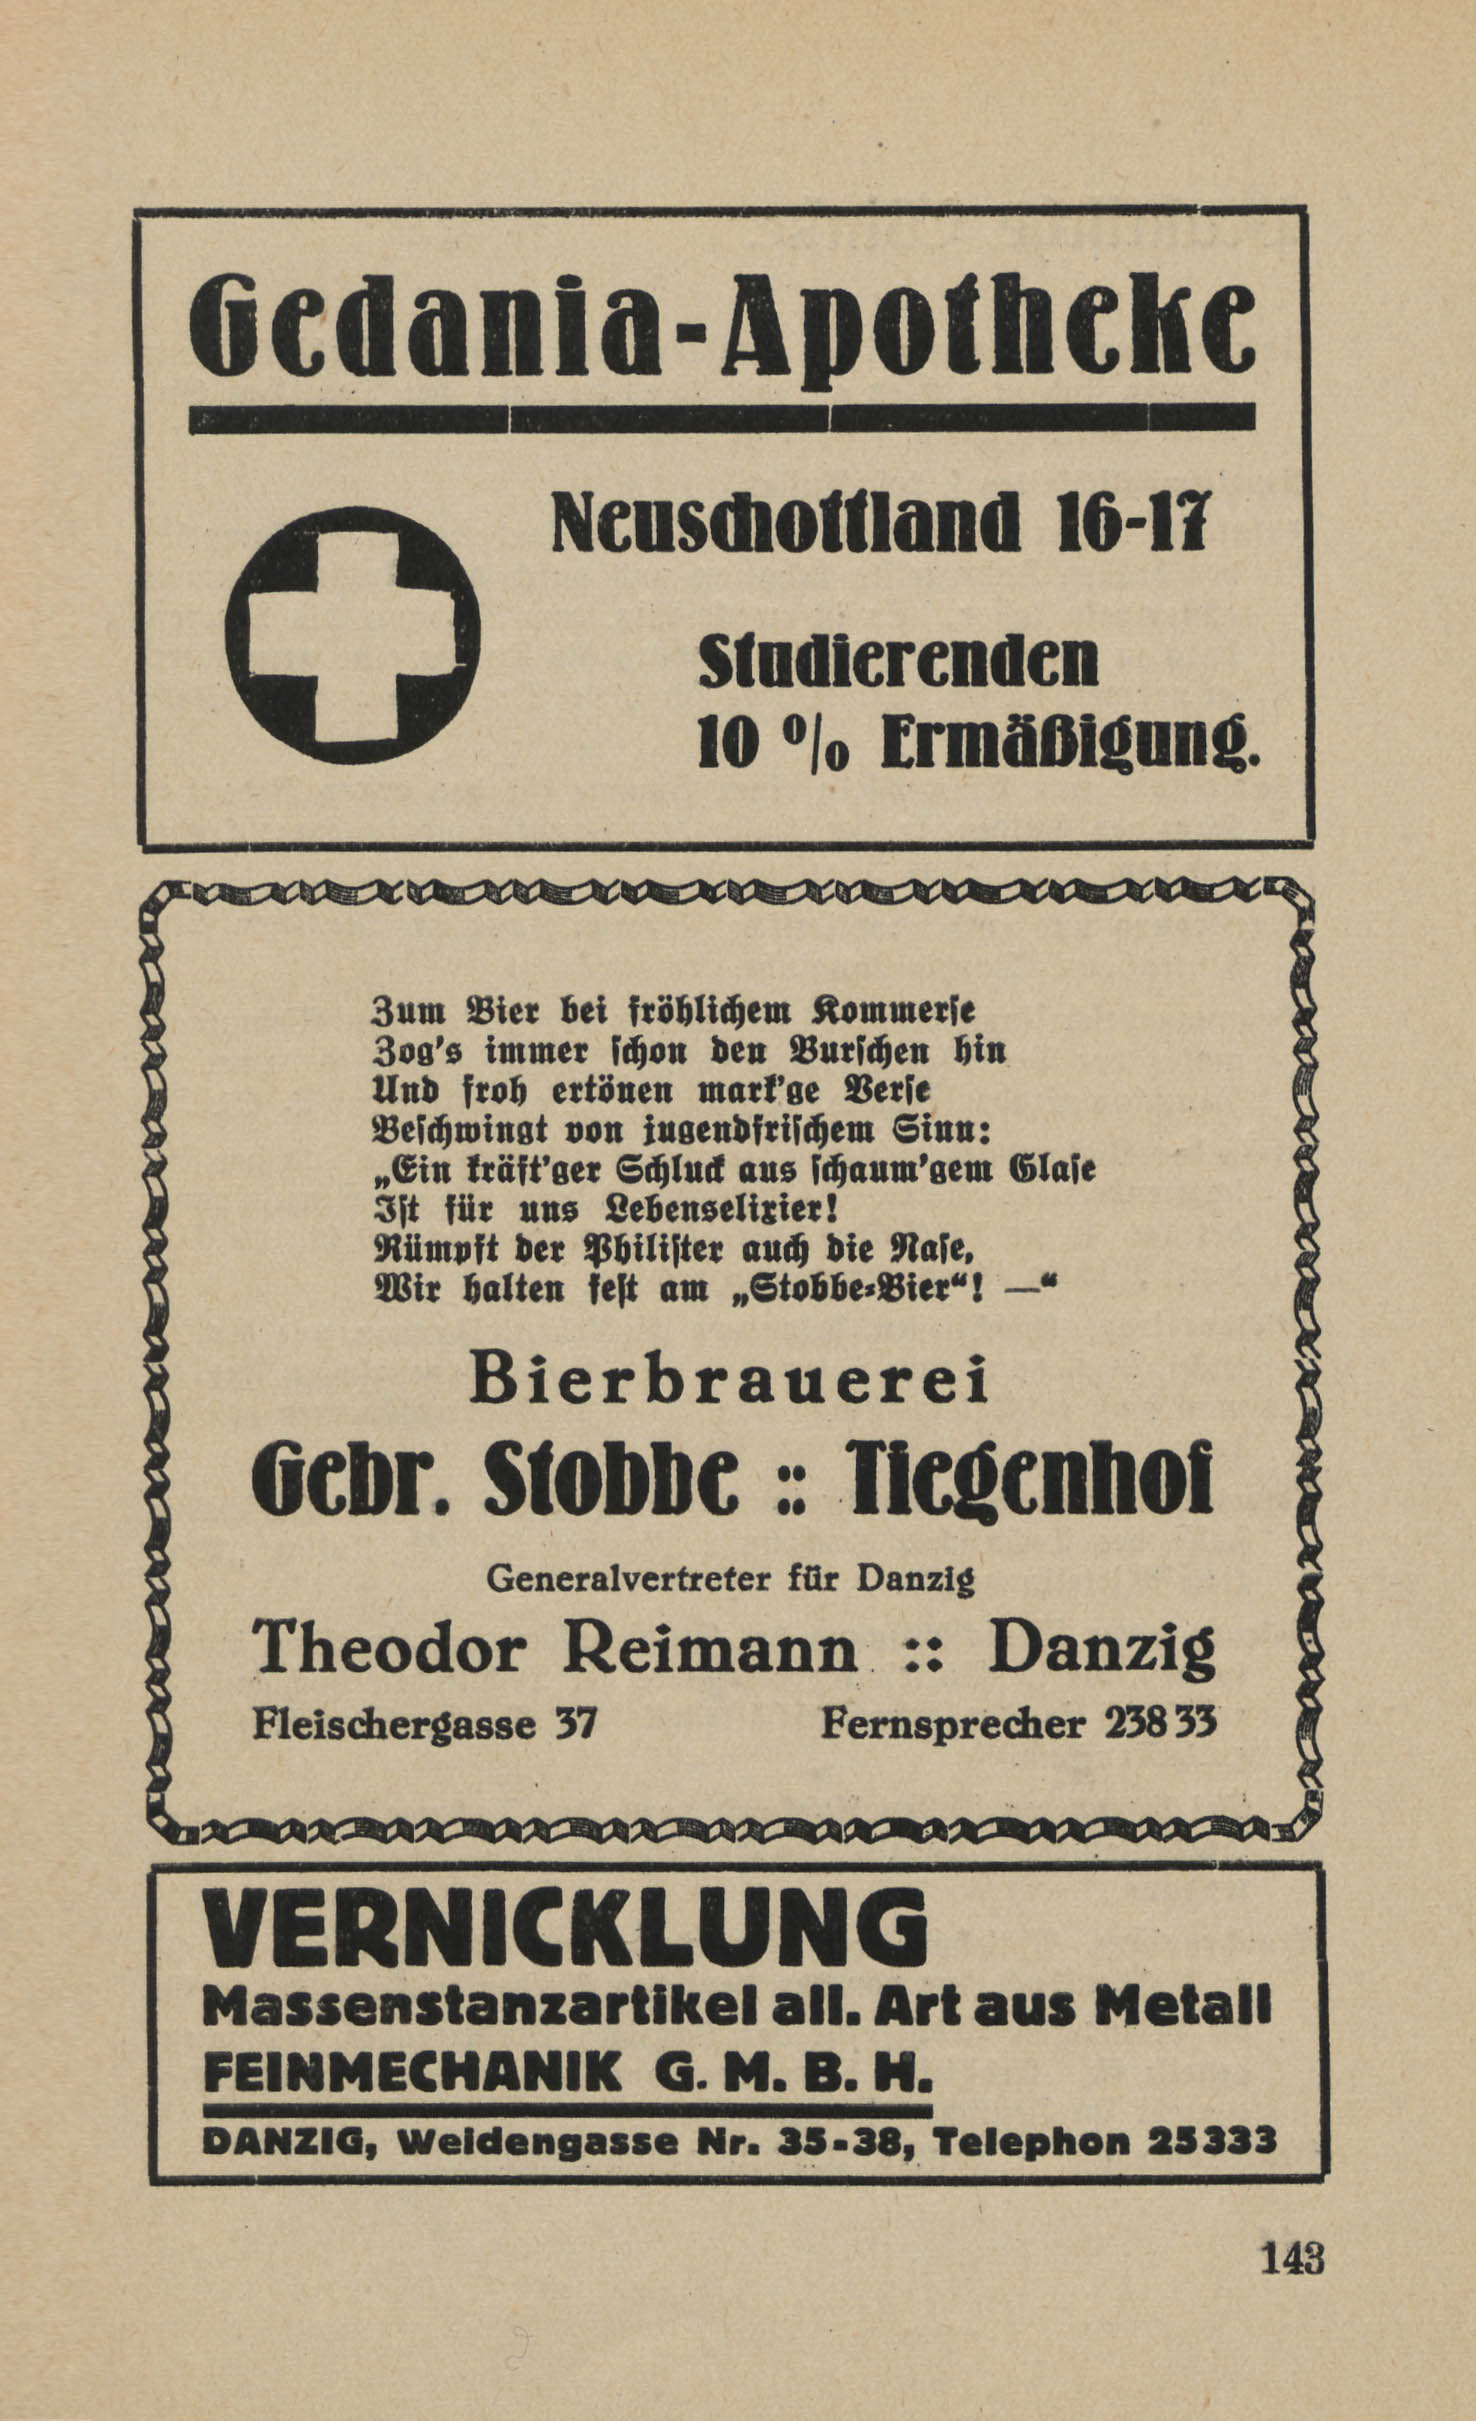 Gedania-Apotheke
Neuschottland 16-17
Studierenden
10 % Ermäßigung.
Zum Bier bei fröhlichem Kommerse
Zog's immer schon den Burschen hin
Und froh ertönen mark'ge Verse
Beschwingt von jugendfrischem Sinn:
„Ein kräft'ger Schluck aus schaum'gem Glase
Ist für uns Lebenselixier!
Rümpft der Philister auch die Nase,
Wir halten fest am „Stobbe-Bier“! —“
Bierbrauerei
Gebr. Stobbe :: Tiegenhof
Generalvertreter für Danzig
Theodor Reimann :: Danzig
Fleischergasse 37 Fernsprecher 238 33
VERNICKLUNG
Massenstanzartikel all. Art aus Metall
FEINMECHANIK G. M. B. H.
DANZIG, Weidengasse Nr. 35-38, Telephon 25333
143